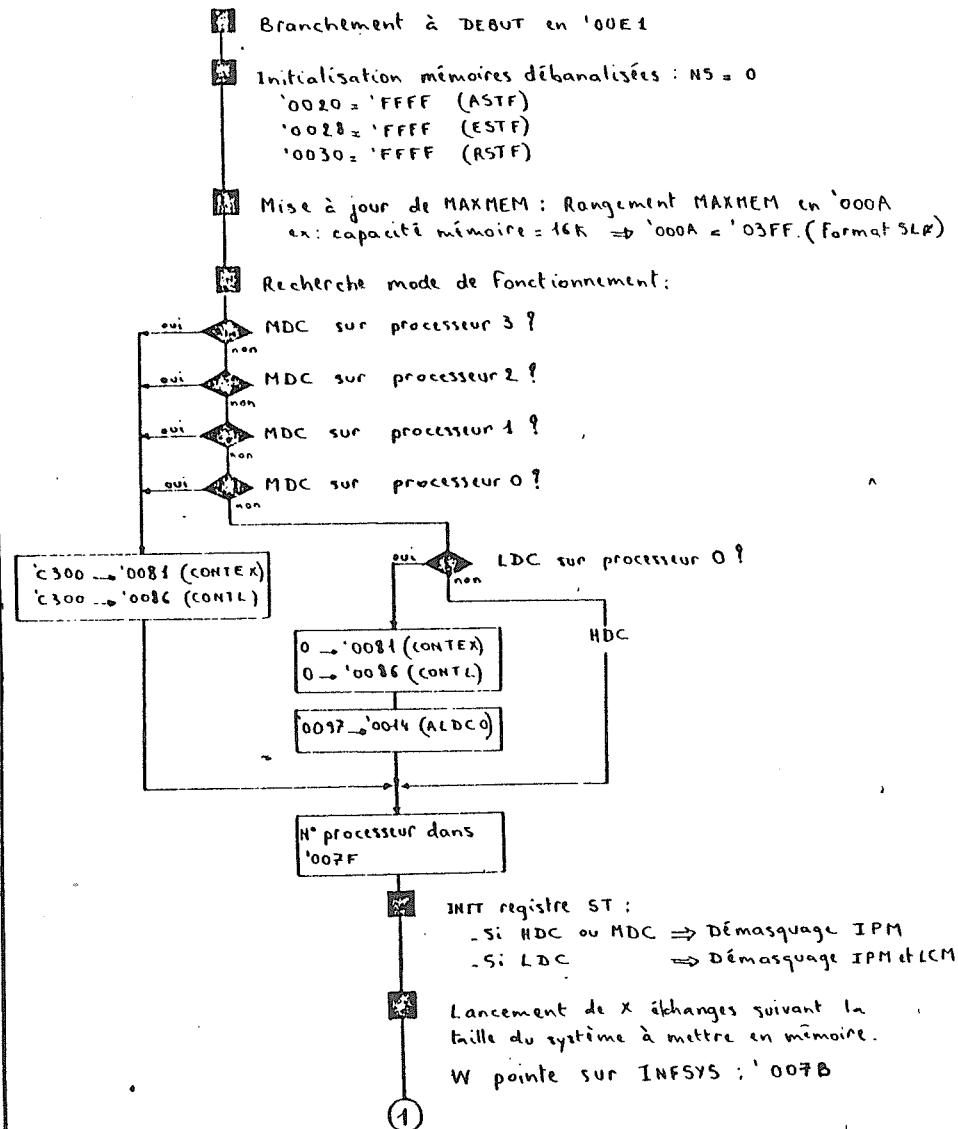 Branchement à DEBUT en '00E1
Initialisation mémoires débanalisées : NS = 0
'0020 = 'FFFF (ASTF)
'0028 = 'FFFF (ESTF)
'0030 = 'FFFF (RSTF)
Mise à jour de MAXMEM : Rangement MAXMEM en '000A
ex : capacité mémoire = 16K ⇒ '000A = '03FF. (Format SLR)
Recherche mode de Fonctionnement :
oui MDC sur processeur 3 ?
non
oui MDC sur processeur 2 ?
non
oui MDC sur processeur 1 ?
non
oui MDC sur processeur 0 ?
non
oui LDC sur processeur 0 ?
non
'C300 → '0081 (CONTEX)
'C300 → '0086 (CONTL)
HDC
0 → '0081 (CONTEX)
0 → '0086 (CONTL)
'0097 → '0014 (ALDC0)
N° processeur dans
'007F
INIT registre ST :
- Si HDC ou MDC ⇒ Démasquage IPM
- Si LDC ⇒ Démasquage IPM et LCM
Lancement de X échanges suivant la
taille du système à mettre en mémoire.
W pointe sur INFSYS : '007B
1